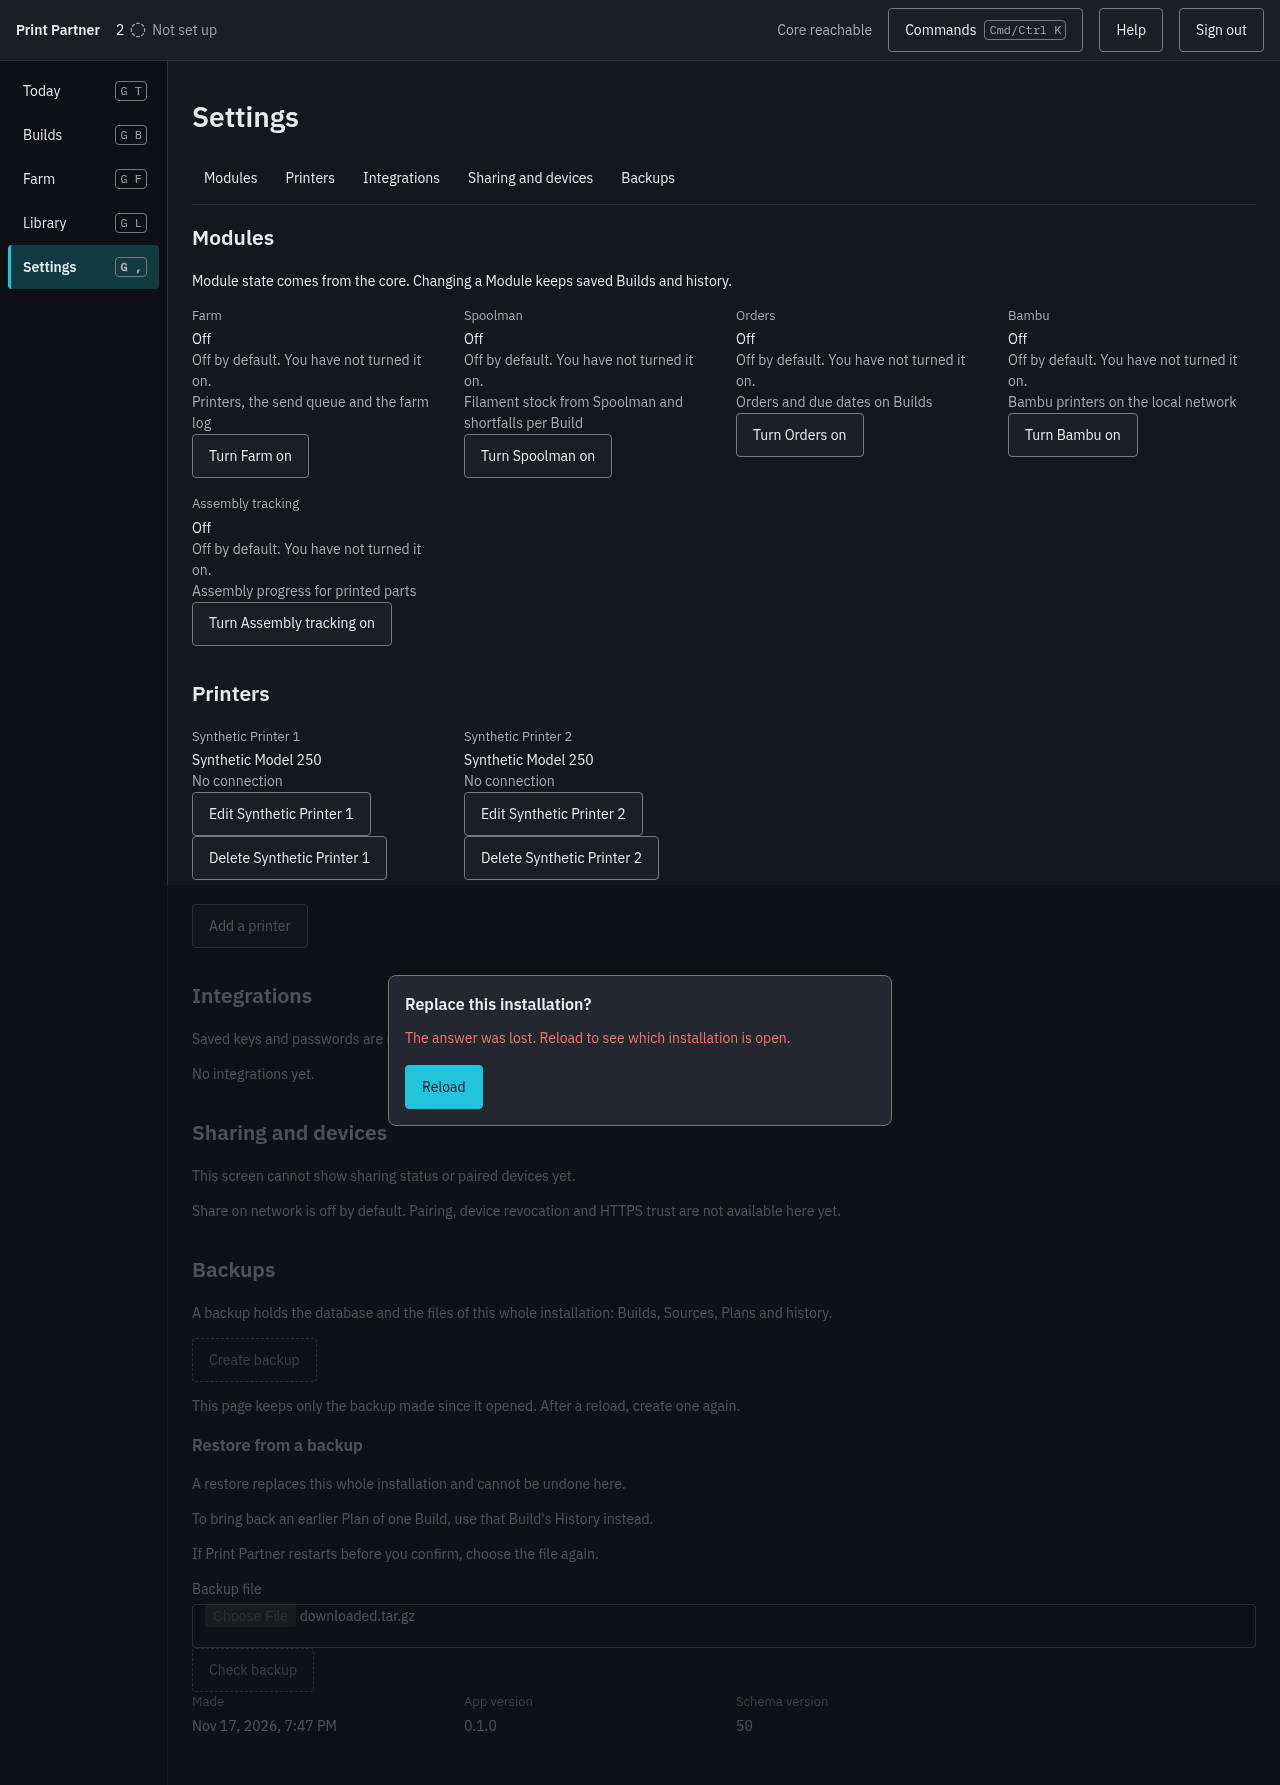 Print Partner 2 Not set up Core reachable Commands Cmd/Ctrl K Help Sign out
Today G T
Builds G B
Farm G F
Library G L
Settings G ,
Settings
Modules Printers Integrations Sharing and devices Backups
Modules
Module state comes from the core. Changing a Module keeps saved Builds and history.
Farm
Off
Off by default. You have not turned it
on.
Printers, the send queue and the farm
log
Turn Farm on
Spoolman
Off
Off by default. You have not turned it
on.
Filament stock from Spoolman and
shortfalls per Build
Turn Spoolman on
Orders
Off
Off by default. You have not turned it
on.
Orders and due dates on Builds
Turn Orders on
Bambu
Off
Off by default. You have not turned it
on.
Bambu printers on the local network
Turn Bambu on
Assembly tracking
Off
Off by default. You have not turned it
on.
Assembly progress for printed parts
Turn Assembly tracking on
Printers
Synthetic Printer 1
Synthetic Model 250
No connection
Edit Synthetic Printer 1
Delete Synthetic Printer 1
Synthetic Printer 2
Synthetic Model 250
No connection
Edit Synthetic Printer 2
Delete Synthetic Printer 2
Add a printer
Integrations
Saved keys and passwords are
No integrations yet.
Replace this installation?
The answer was lost. Reload to see which installation is open.
Reload
Sharing and devices
This screen cannot show sharing status or paired devices yet.
Share on network is off by default. Pairing, device revocation and HTTPS trust are not available here yet.
Backups
A backup holds the database and the files of this whole installation: Builds, Sources, Plans and history.
Create backup
This page keeps only the backup made since it opened. After a reload, create one again.
Restore from a backup
A restore replaces this whole installation and cannot be undone here.
To bring back an earlier Plan of one Build, use that Build's History instead.
If Print Partner restarts before you confirm, choose the file again.
Backup file
Choose File downloaded.tar.gz
Check backup
Made
Nov 17, 2026, 7:47 PM
App version
0.1.0
Schema version
50